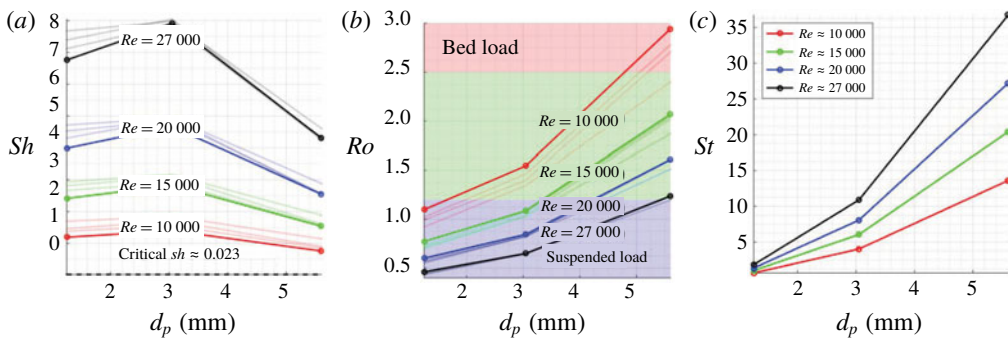 (a)
8
7
6
5
4
3
2
1
0
Sh
Re = 27 000
Re = 20 000
Re = 15 000
Re = 10 000
Critical sh ≈ 0.023
2
3
4
5
d_p (mm)
(b)
3.0
2.5
2.0
1.5
1.0
0.5
Ro
Bed load
Re = 10 000
Re = 15 000
Re = 20 000
Re = 27 000
Suspended load
2
3
4
5
d_p (mm)
(c)
35
30
25
20
15
10
5
St
Re ≈ 10 000
Re ≈ 15 000
Re ≈ 20 000
Re ≈ 27 000
2
3
4
5
d_p (mm)